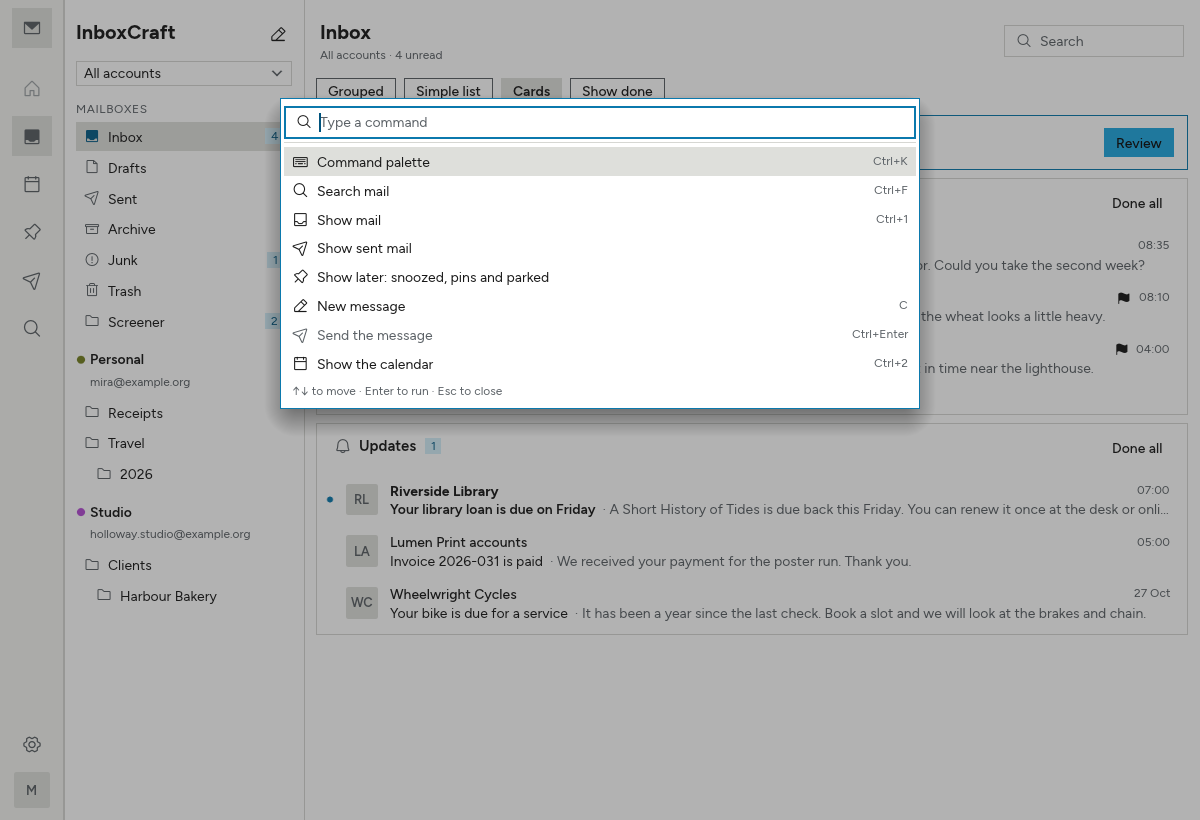 InboxCraft
All accounts
MAILBOXES
Inbox 4
Drafts
Sent
Archive
Junk 1
Trash
Screener 2
Personal
mira@example.org
Receipts
Travel
2026
Studio
holloway.studio@example.org
Clients
Harbour Bakery
M
Inbox
All accounts · 4 unread
Search
Grouped Simple list Cards Show done
Review
Type a command
Command palette Ctrl+K
Search mail Ctrl+F
Show mail Ctrl+1
Show sent mail
Show later: snoozed, pins and parked
New message C
Send the message Ctrl+Enter
Show the calendar Ctrl+2
↑↓ to move · Enter to run · Esc to close
Done all
08:35
or. Could you take the second week?
08:10
the wheat looks a little heavy.
04:00
in time near the lighthouse.
Updates 1 Done all
RL Riverside Library 07:00
Your library loan is due on Friday · A Short History of Tides is due back this Friday. You can renew it once at the desk or onli...
LA Lumen Print accounts 05:00
Invoice 2026-031 is paid · We received your payment for the poster run. Thank you.
WC Wheelwright Cycles 27 Oct
Your bike is due for a service · It has been a year since the last check. Book a slot and we will look at the brakes and chain.